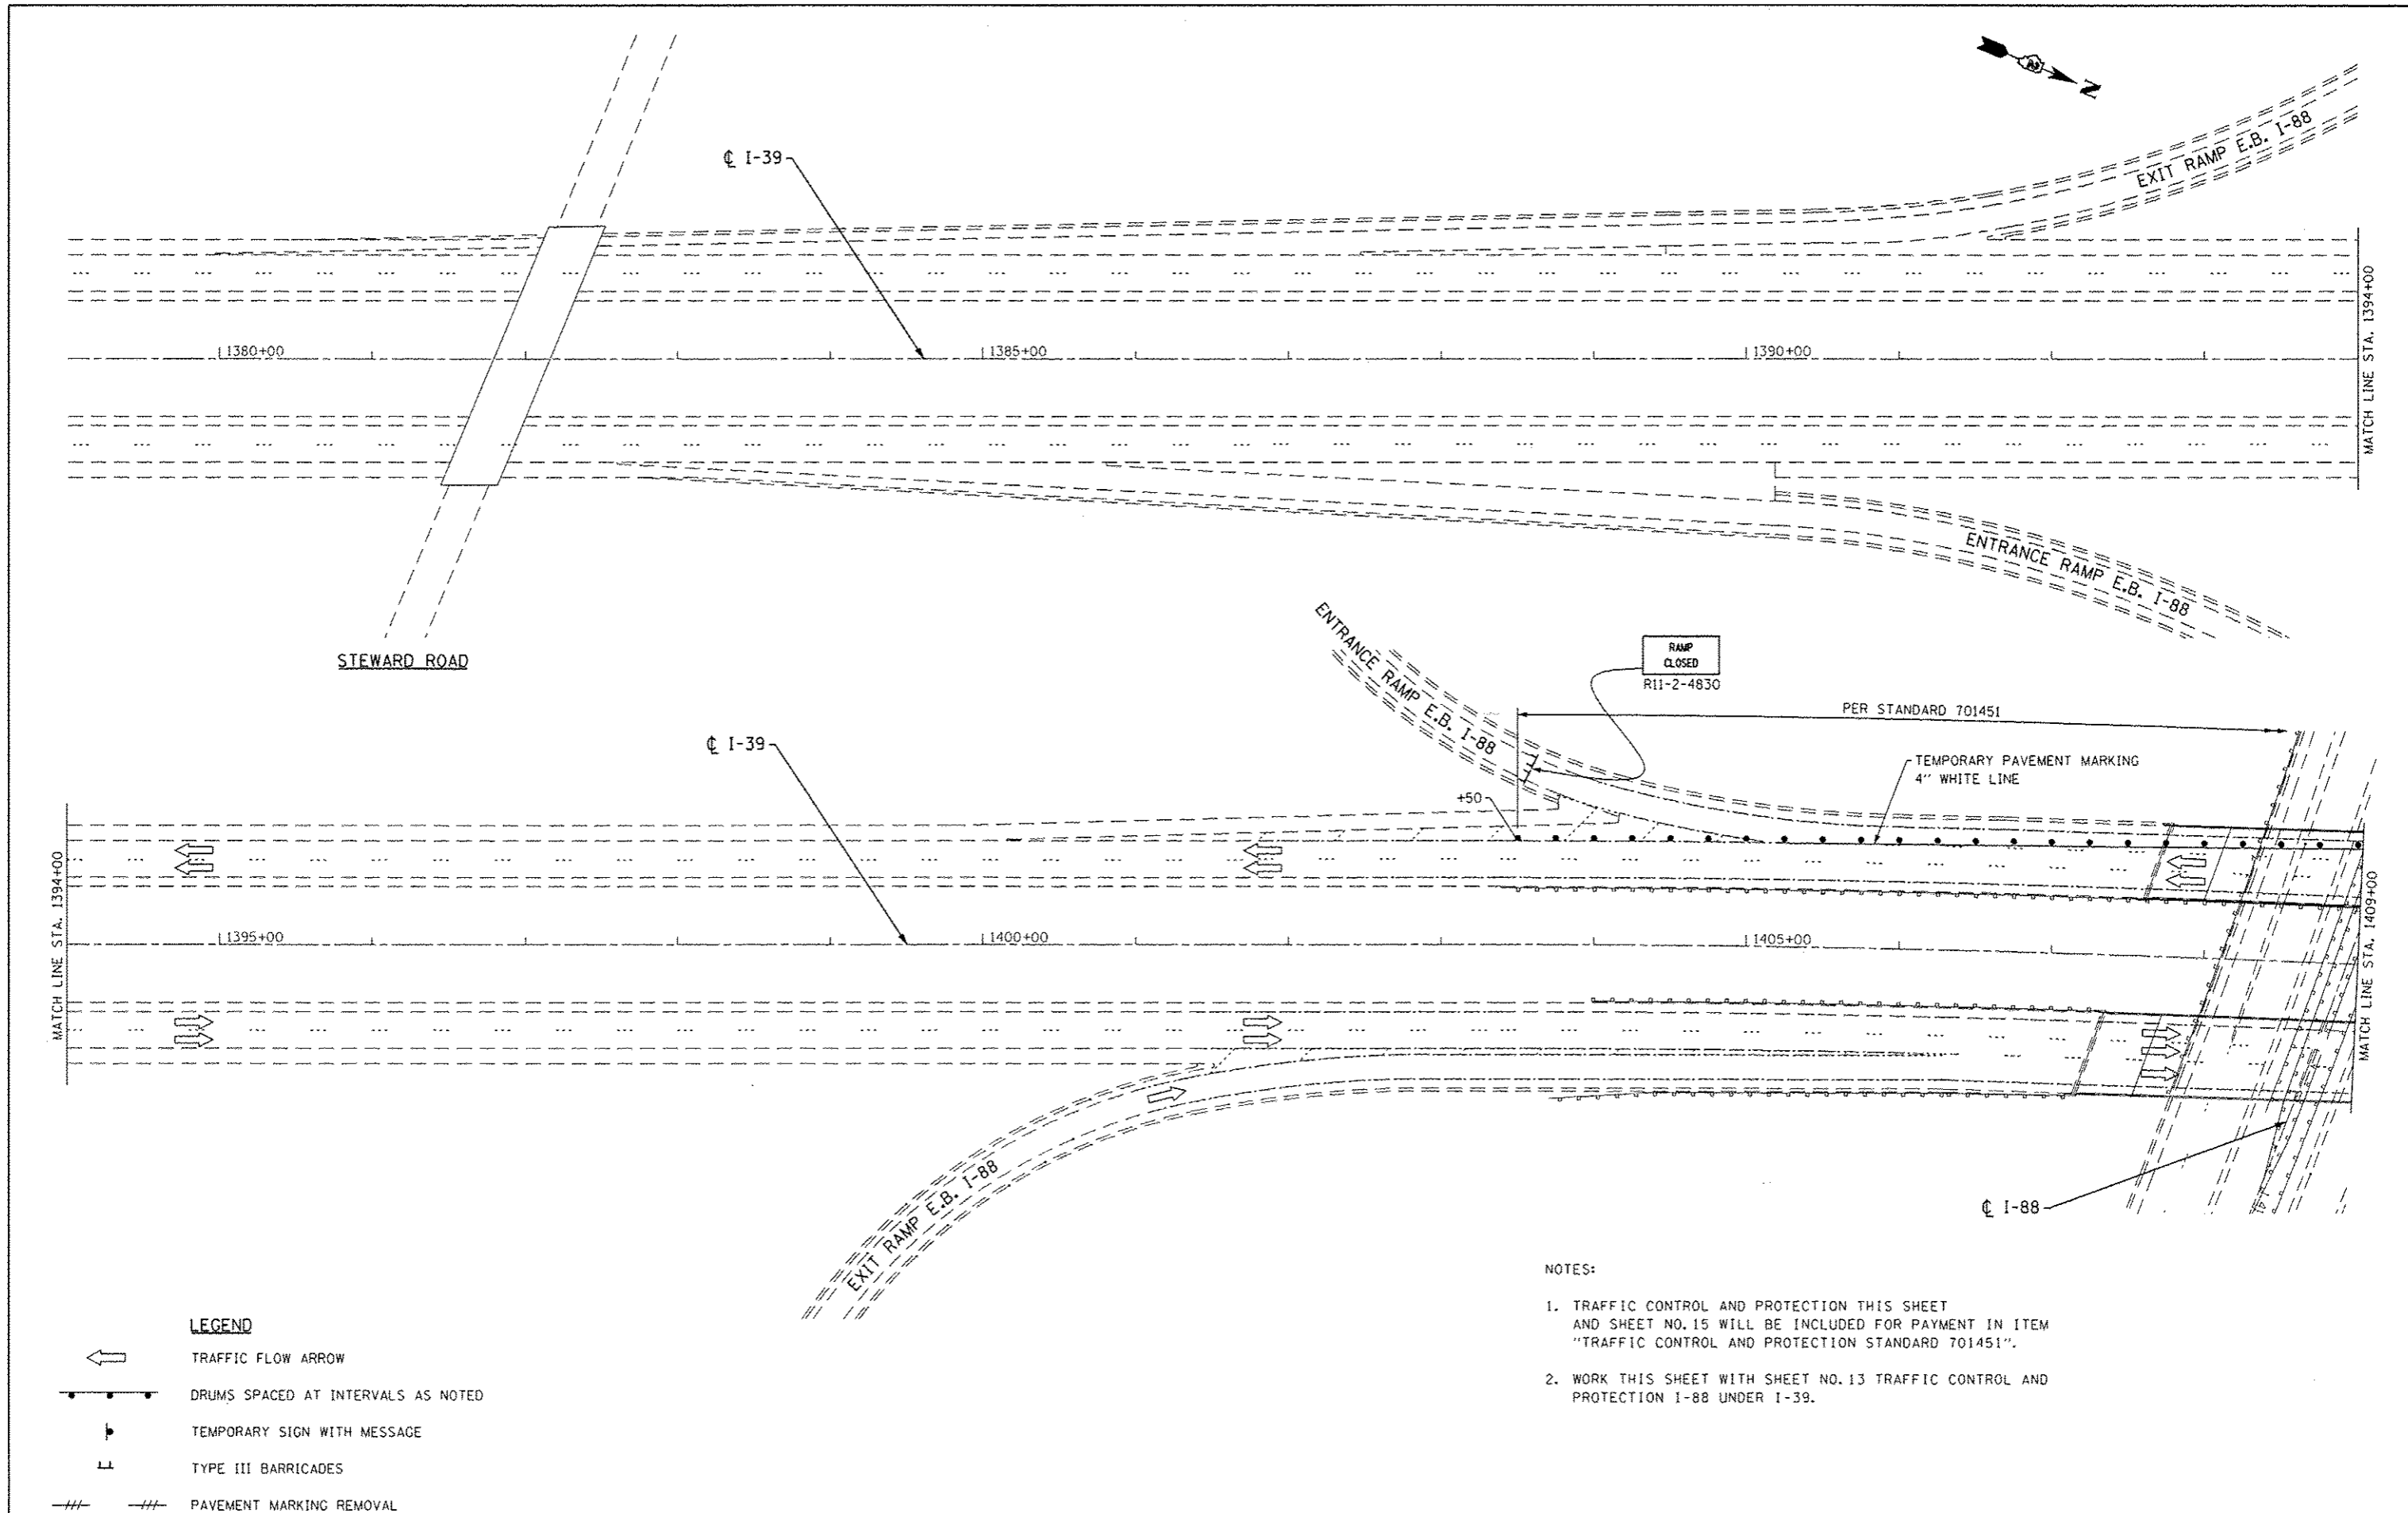 N
℄ I-39
EXIT RAMP E.B. I-88
1380+00
1385+00
1390+00
MATCH LINE STA. 1394+00
ENTRANCE RAMP E.B. I-88
STEWARD ROAD
ENTRANCE RAMP E.B. I-88
RAMP
CLOSED
R11-2-4830
PER STANDARD 701451
℄ I-39
TEMPORARY PAVEMENT MARKING
4" WHITE LINE
+50
MATCH LINE STA. 1394+00
1395+00
1400+00
1405+00
MATCH LINE STA. 1409+00
EXIT RAMP E.B. I-88
℄ I-88
NOTES:
1. TRAFFIC CONTROL AND PROTECTION THIS SHEET
AND SHEET NO. 15 WILL BE INCLUDED FOR PAYMENT IN ITEM
"TRAFFIC CONTROL AND PROTECTION STANDARD 701451".
2. WORK THIS SHEET WITH SHEET NO. 13 TRAFFIC CONTROL AND
PROTECTION I-88 UNDER I-39.
LEGEND
TRAFFIC FLOW ARROW
DRUMS SPACED AT INTERVALS AS NOTED
TEMPORARY SIGN WITH MESSAGE
TYPE III BARRICADES
PAVEMENT MARKING REMOVAL